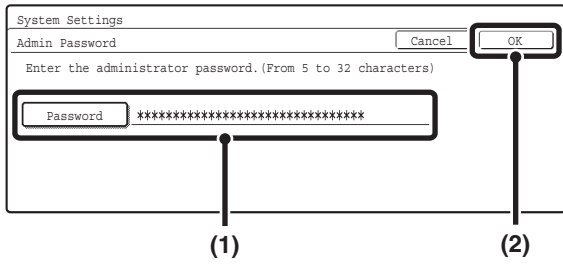 System Settings
Admin Password Cancel OK
Enter the administrator password.(From 5 to 32 characters)
Password ********************************
(1) (2)